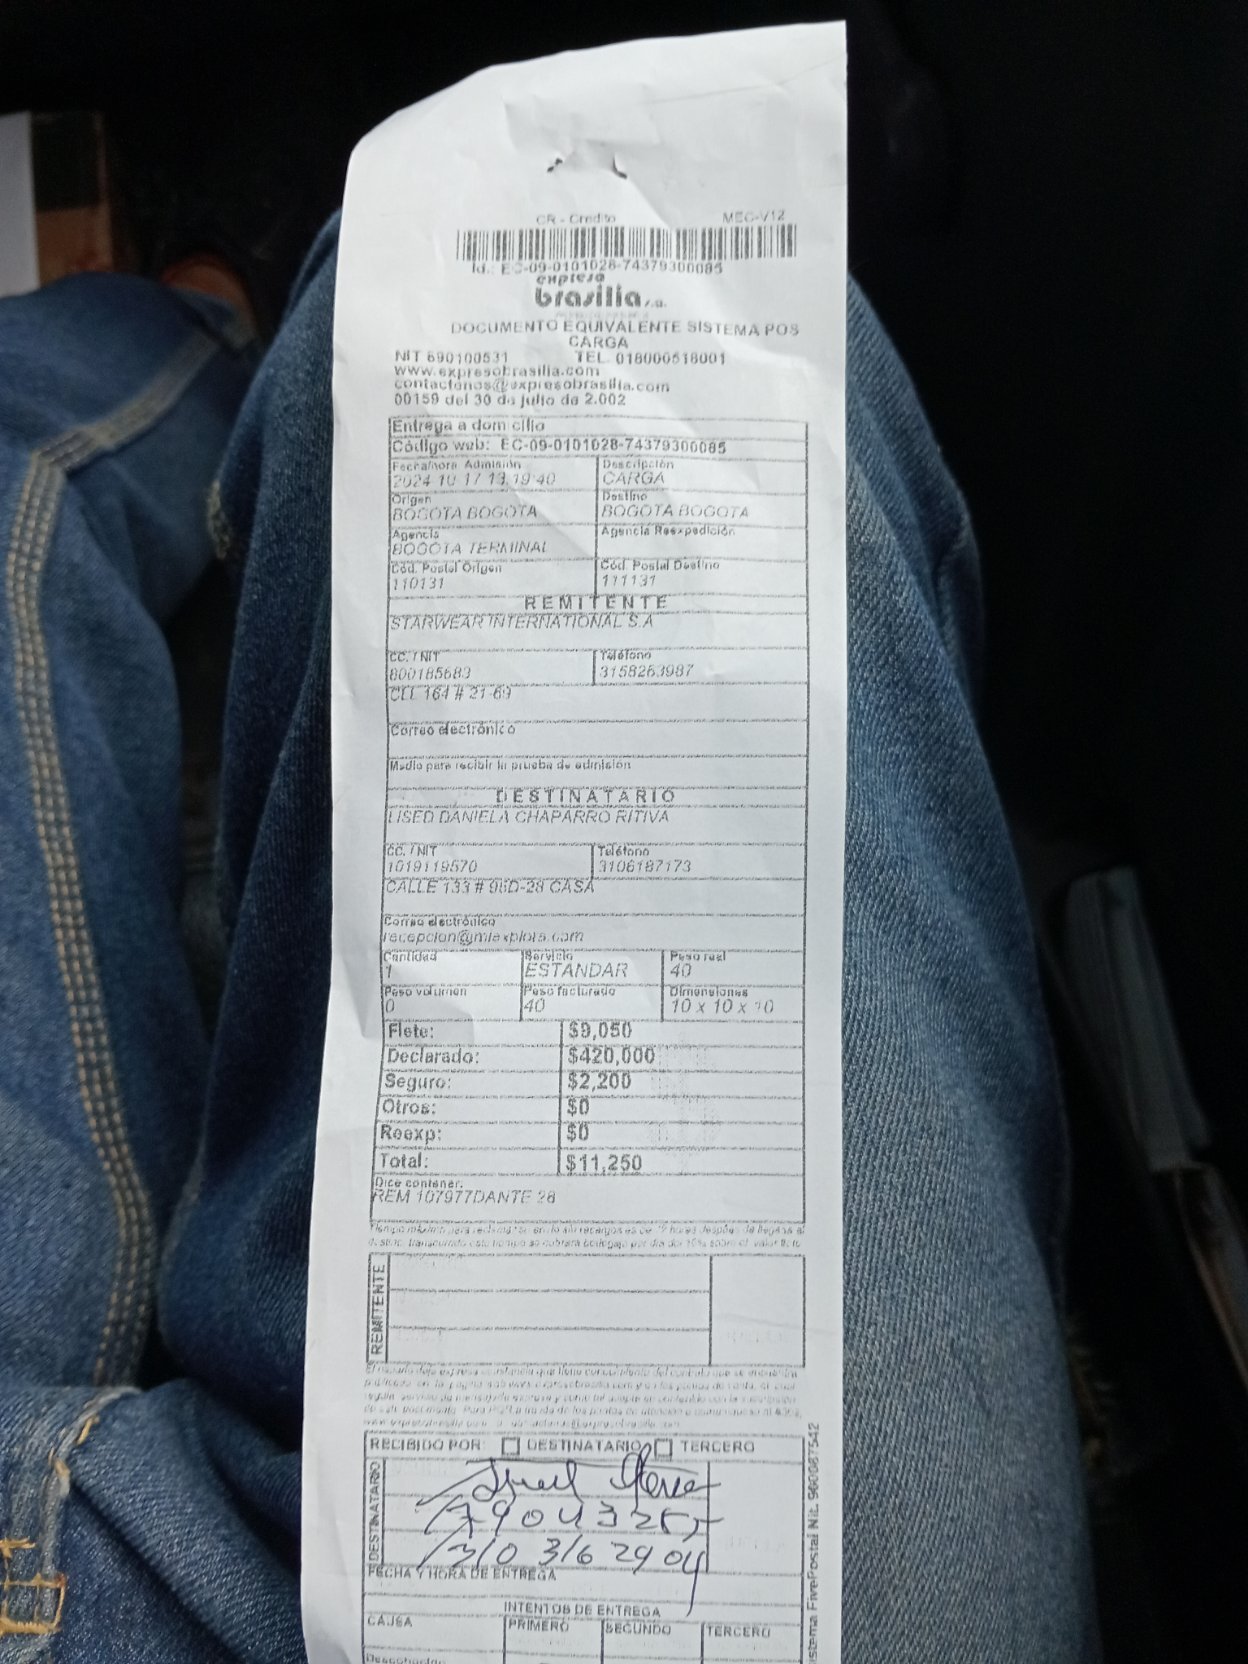 CR - Credito MEC-V12
Id.: EC-09-0101028-74379300085
expreso
brasilia s.a.
DOCUMENTO EQUIVALENTE SISTEMA POS
CARGA
NIT 890100531 TEL. 018000518001
www.expresobrasilia.com
contactenos@expresobrasilia.com
00159 del 30 de julio de 2.002
Entrega a domicilio
Código web: EC-09-0101028-74379300085
Fecha/hora Admisión Descripción
2024 10 17 13:19:40 CARGA
Origen Destino
BOGOTA BOGOTA BOGOTA BOGOTA
Agencia Agencia Reexpedición
BOGOTA TERMINAL
Cód. Postal Origen Cód. Postal Destino
110131 111131
REMITENTE
STARWEAR INTERNATIONAL S.A
CC. / NIT Teléfono
800185683 3158263987
CLL 164 # 21-69
Correo electrónico
Medio para recibir la prueba de admisión
DESTINATARIO
LISED DANIELA CHAPARRO RITIVA
CC. / NIT Teléfono
1019119570 3106187173
CALLE 133 # 96D-28 CASA
Correo electrónico
recepcion@miexplora.com
Cantidad Servicio Peso real
1 ESTANDAR 40
Peso volumen Peso facturado Dimensiones
0 40 10 x 10 x 10
Flete: $9,050
Declarado: $420,000
Seguro: $2,200
Otros: $0
Reexp: $0
Total: $11,250
Dice contener:
REM 107977DANTE 28
REMITENTE
RECIBIDO POR: DESTINATARIO TERCERO
DESTINATARIO
310 316 2904
FECHA Y HORA DE ENTREGA
INTENTOS DE ENTREGA
CAUSA PRIMERO SEGUNDO TERCERO
FivePostal Nit. 960087542